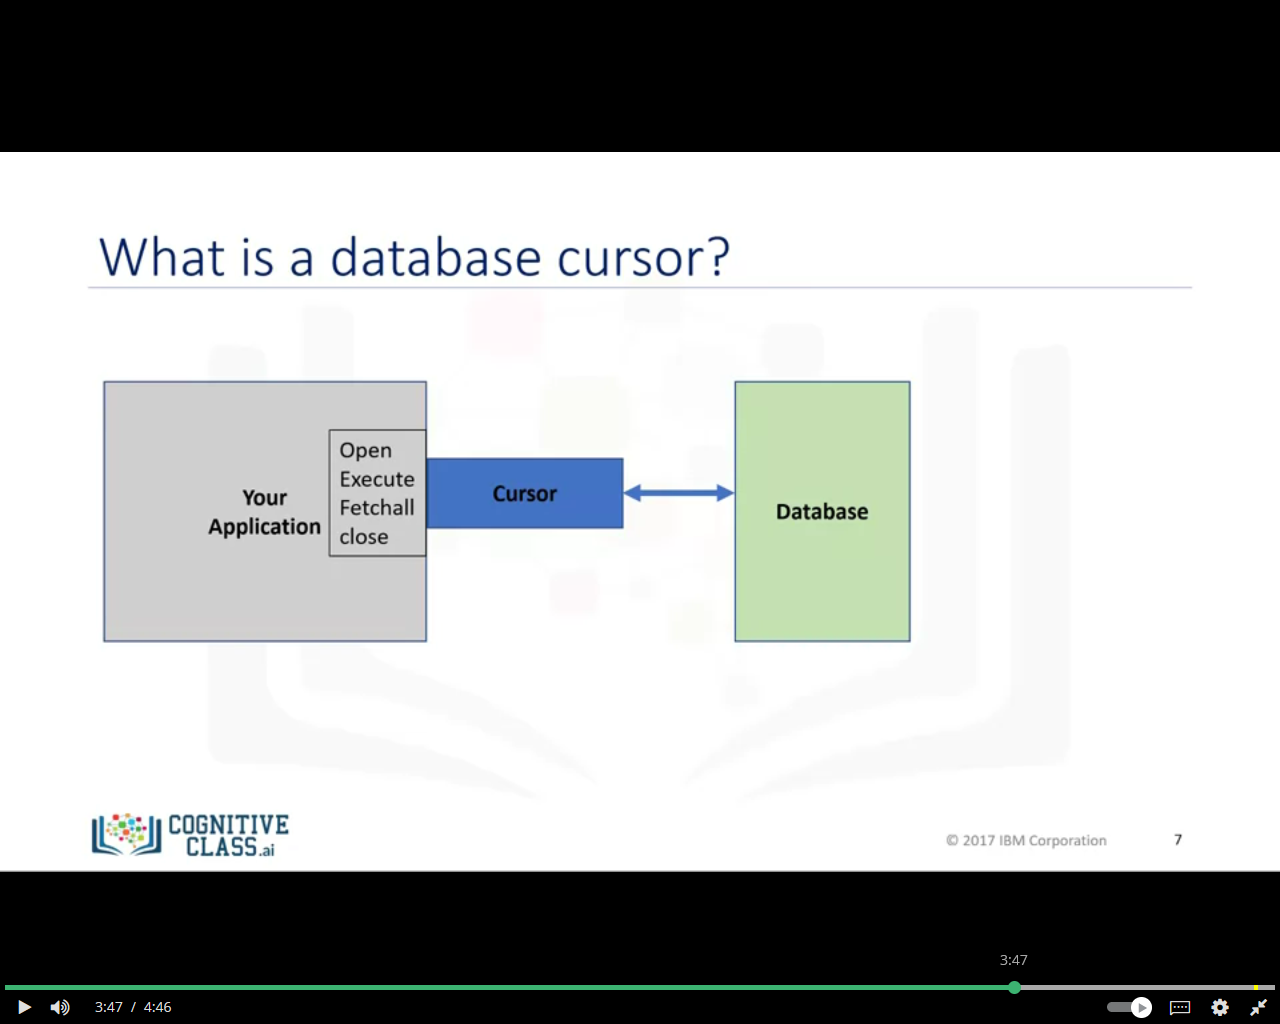 What is a database cursor?
Your
Application
Open
Execute
Fetchall
close
Cursor
Database
COGNITIVE
CLASS.ai
© 2017 IBM Corporation
7
3:47
3:47 / 4:46